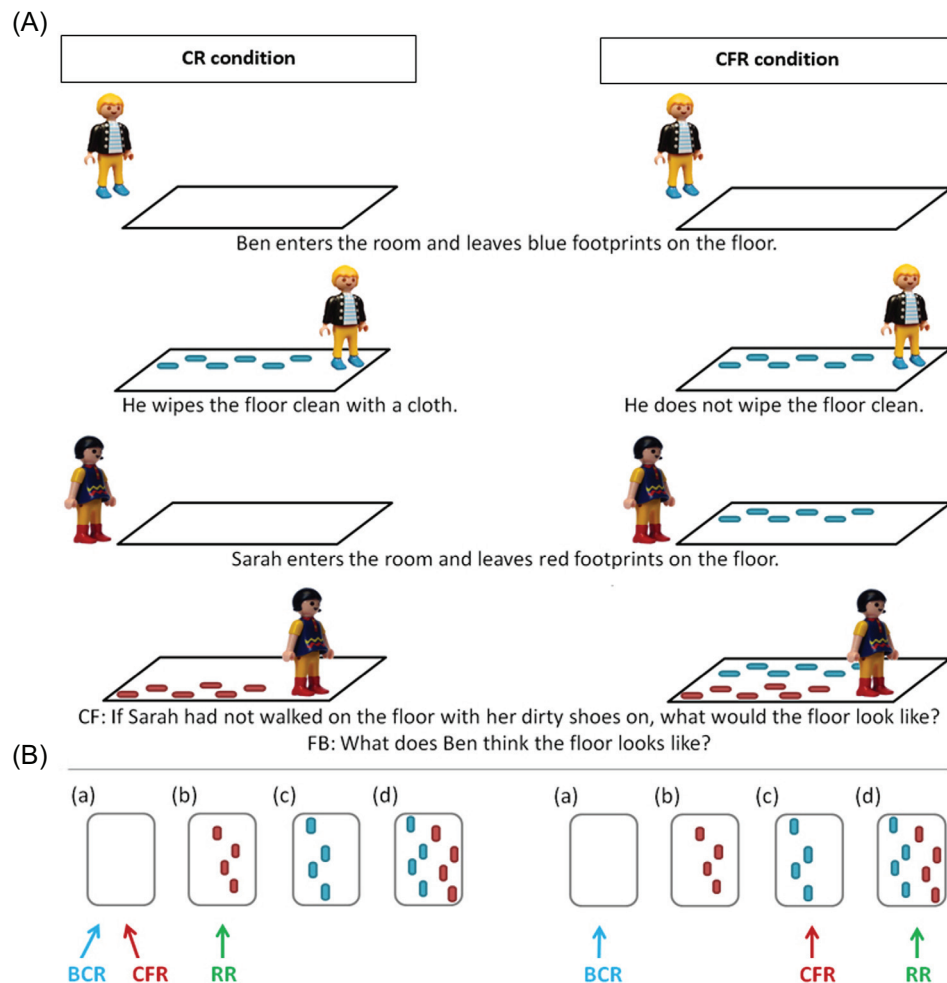 (A)
CR condition
CFR condition
Ben enters the room and leaves blue footprints on the floor.
He wipes the floor clean with a cloth.
He does not wipe the floor clean.
Sarah enters the room and leaves red footprints on the floor.
CF: If Sarah had not walked on the floor with her dirty shoes on, what would the floor look like?
FB: What does Ben think the floor looks like?
(B)
(a) (b) (c) (d) (a) (b) (c) (d)
BCR CFR RR BCR CFR RR